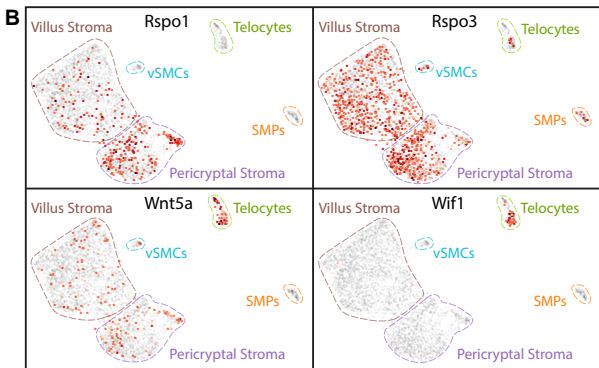 B
Rspo1
Villus Stroma
Telocytes
vSMCs
SMPs
Pericryptal Stroma
Rspo3
Villus Stroma
Telocytes
vSMCs
SMPs
Pericryptal Stroma
Wnt5a
Villus Stroma
Telocytes
vSMCs
SMPs
Pericryptal Stroma
Wif1
Villus Stroma
Telocytes
vSMCs
SMPs
Pericryptal Stroma